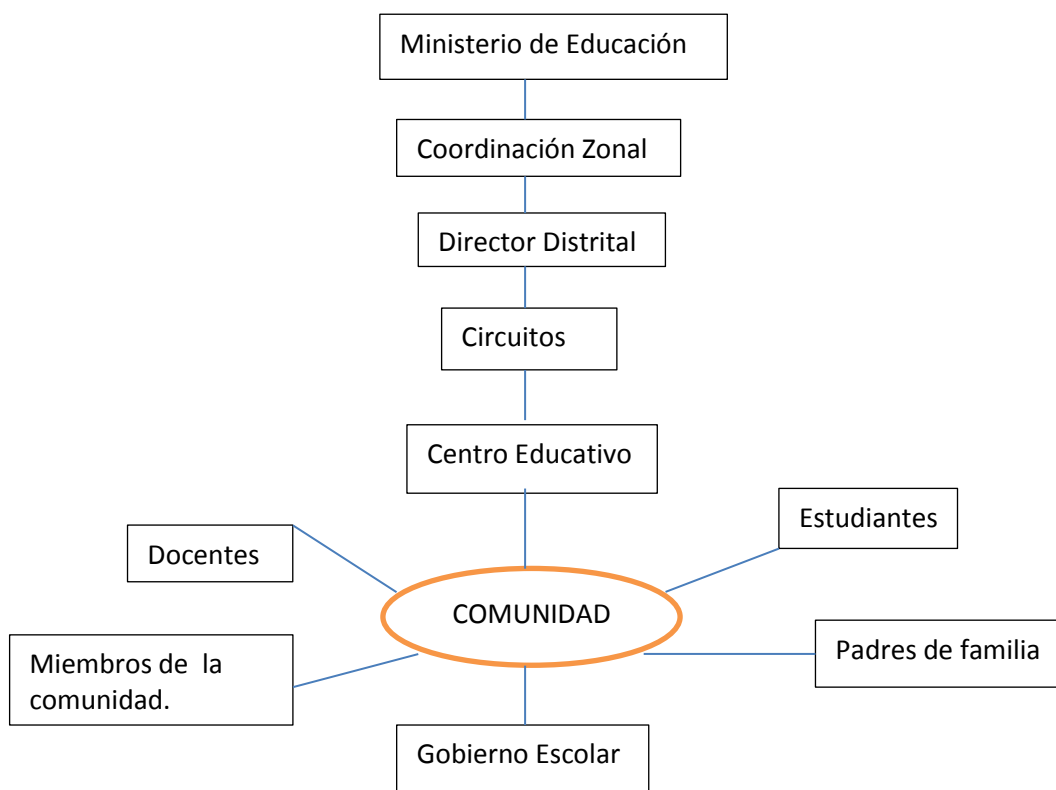 Ministerio de Educación
Coordinación Zonal
Director Distrital
Circuitos
Centro Educativo
Estudiantes
Docentes
COMUNIDAD
Miembros de la
comunidad.
Padres de familia
Gobierno Escolar